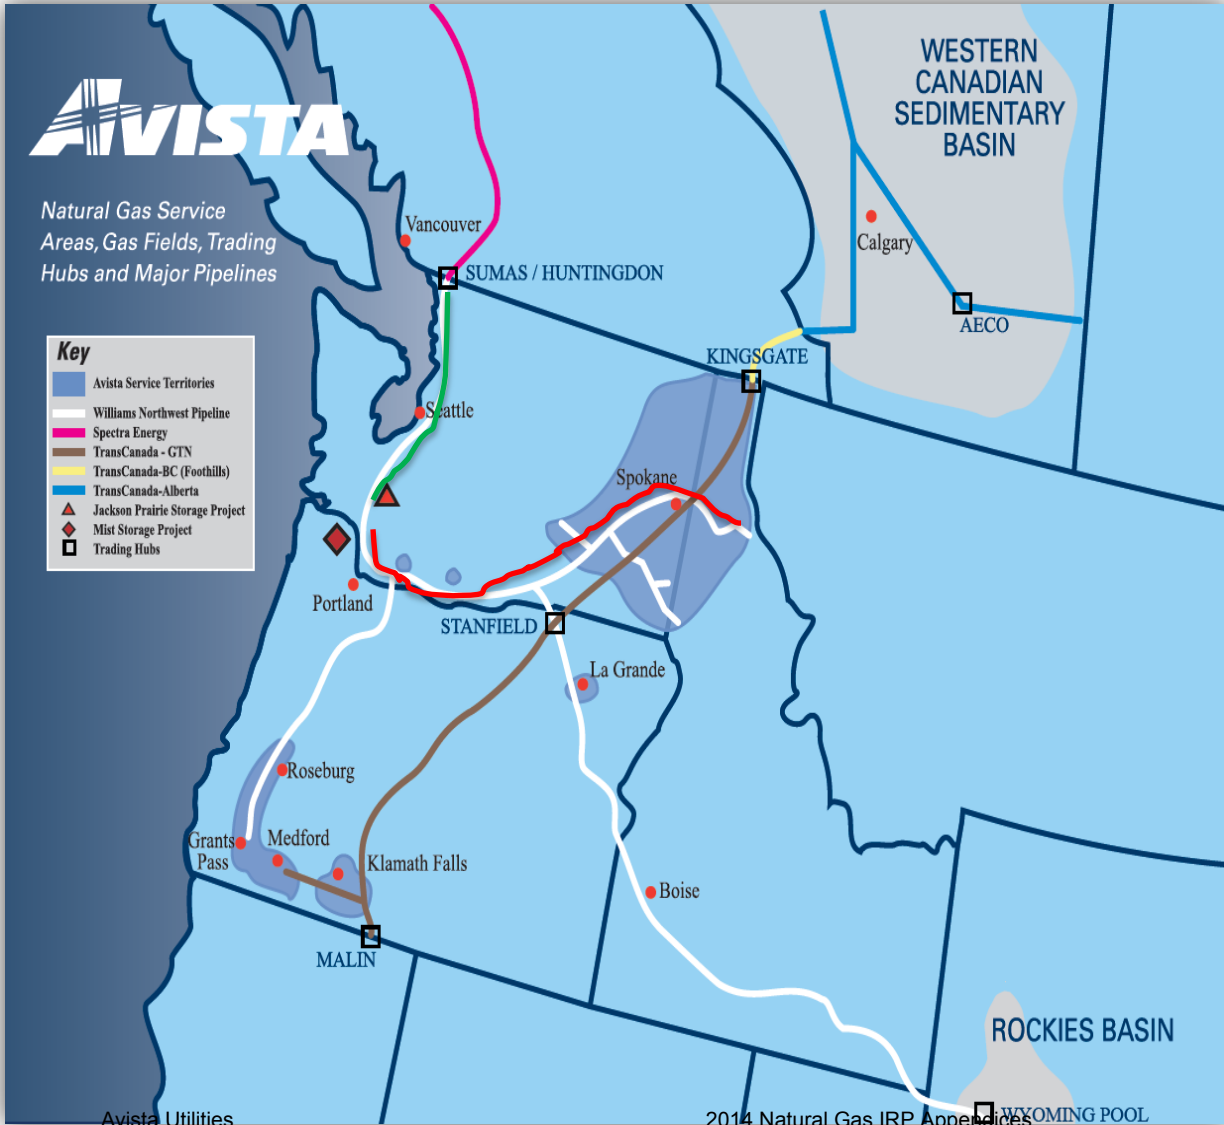 AVISTA
Natural Gas Service
Areas, Gas Fields, Trading
Hubs and Major Pipelines
WESTERN
CANADIAN
SEDIMENTARY
BASIN
Vancouver
SUMAS / HUNTINGDON
Calgary
AECO
KINGSGATE
Key
Avista Service Territories
Williams Northwest Pipeline
Spectra Energy
TransCanada - GTN
TransCanada-BC (Foothills)
TransCanada-Alberta
Jackson Prairie Storage Project
Mist Storage Project
Trading Hubs
Seattle
Spokane
Portland
STANFIELD
La Grande
Roseburg
Grants
Pass
Medford
Klamath Falls
Boise
MALIN
ROCKIES BASIN
WYOMING POOL
Avista Utilities
2014 Natural Gas IRP Appendices